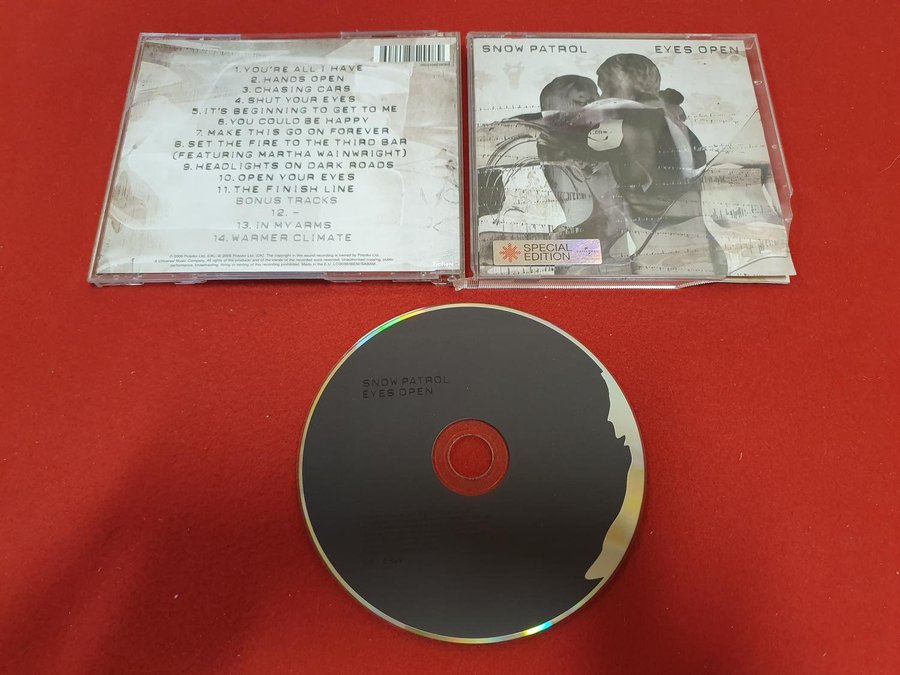 1. YOU'RE ALL I HAVE
2. HANDS OPEN
3. CHASING CARS
4. SHUT YOUR EYES
5. IT'S BEGINNING TO GET TO ME
6. YOU COULD BE HAPPY
7. MAKE THIS GO ON FOREVER
8. SET THE FIRE TO THE THIRD BAR
(FEATURING MARTHA WAINWRIGHT)
9. HEADLIGHTS ON DARK ROADS
10. OPEN YOUR EYES
11. THE FINISH LINE
BONUS TRACKS
12. –
13. IN MY ARMS
14. WARMER CLIMATE
SNOW PATROL EYES OPEN
SPECIAL
EDITION
SNOW PATROL
EYES OPEN